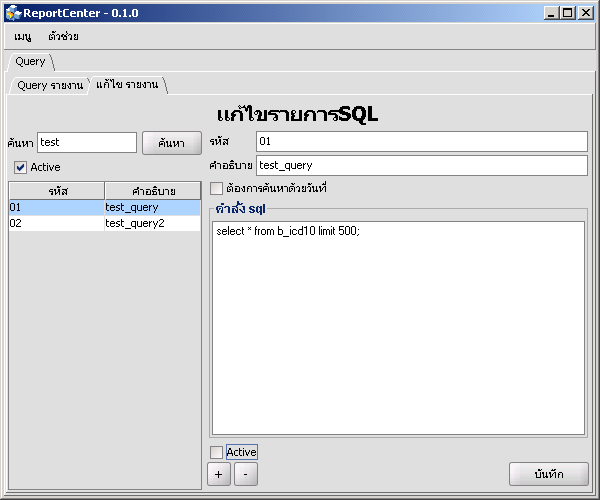 ReportCenter - 0.1.0
เมนู ตัวช่วย
Query
Query รายงาน แก้ไข รายงาน
แก้ไขรายการSQL
ค้นหา test ค้นหา
Active
รหัส คำอธิบาย
01 test_query
02 test_query2
รหัส 01
คำอธิบาย test_query
ต้องการค้นหาด้วยวันที่
คำสั่ง sql
select * from b_icd10 limit 500;
Active
+ - บันทึก